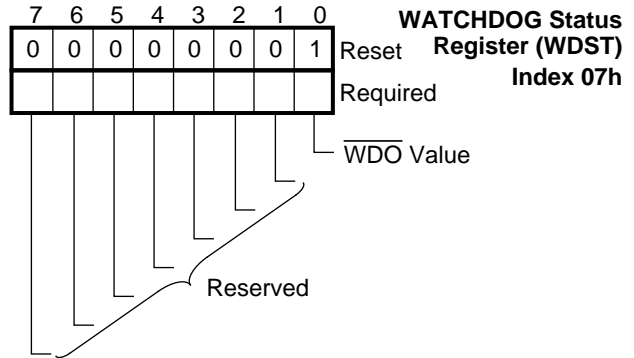 7 6 5 4 3 2 1 0
WATCHDOG Status
Register (WDST)
Index 07h
0 0 0 0 0 0 0 1 Reset
Required
WDO Value
Reserved